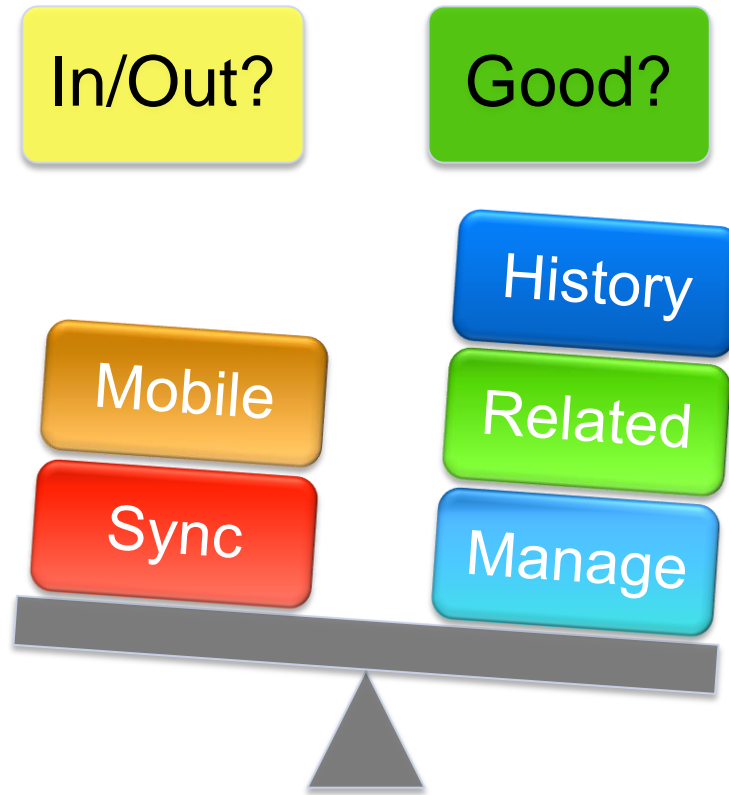 In/Out?
Good?
History
Mobile
Related
Sync
Manage